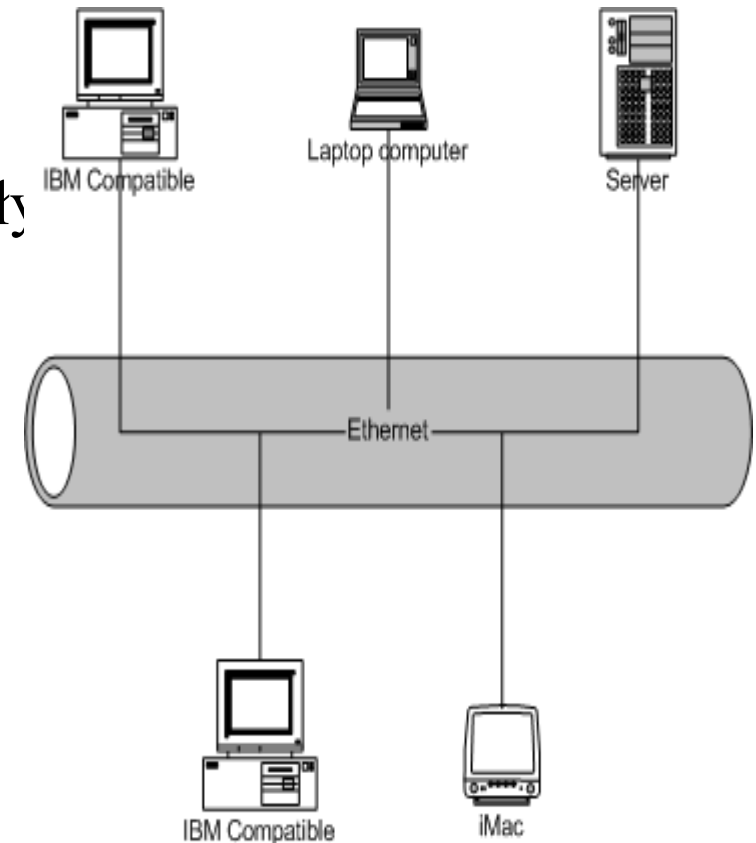 Laptop computer
IBM Compatible
Server
Ethernet
IBM Compatible
iMac